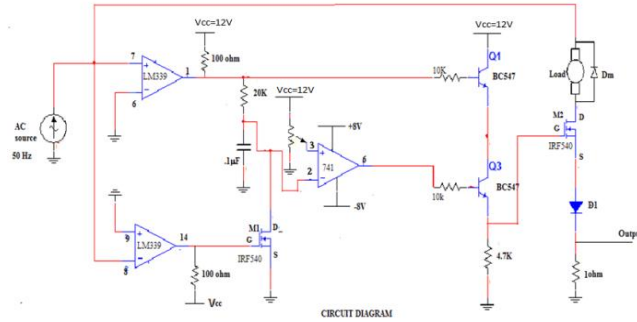 Vcc=12V
100 ohm
7
LM339
1
6
20K
Vcc=12V
10K
Q1
BC547
Load
Dm
AC
source
50 Hz
.1µF
3
+8V
741
6
2
-8V
Q3
BC547
10k
M2
D
G
IRF540
S
D1
9
LM339
14
8
M1
D
G
IRF540
S
100 ohm
Vcc
4.7K
Output
1ohm
CIRCUIT DIAGRAM